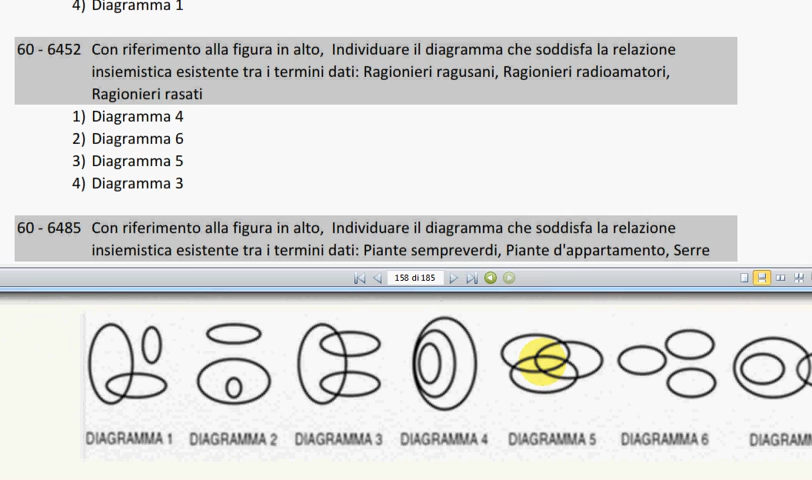 4) Diagramma 1
60 - 6452 Con riferimento alla figura in alto, Individuare il diagramma che soddisfa la relazione
insiemistica esistente tra i termini dati: Ragionieri ragusani, Ragionieri radioamatori,
Ragionieri rasati
1) Diagramma 4
2) Diagramma 6
3) Diagramma 5
4) Diagramma 3
60 - 6485 Con riferimento alla figura in alto, Individuare il diagramma che soddisfa la relazione
insiemistica esistente tra i termini dati: Piante sempreverdi, Piante d'appartamento, Serre
158 di 185
DIAGRAMMA 1 DIAGRAMMA 2 DIAGRAMMA 3 DIAGRAMMA 4 DIAGRAMMA 5 DIAGRAMMA 6 DIAGRAMM